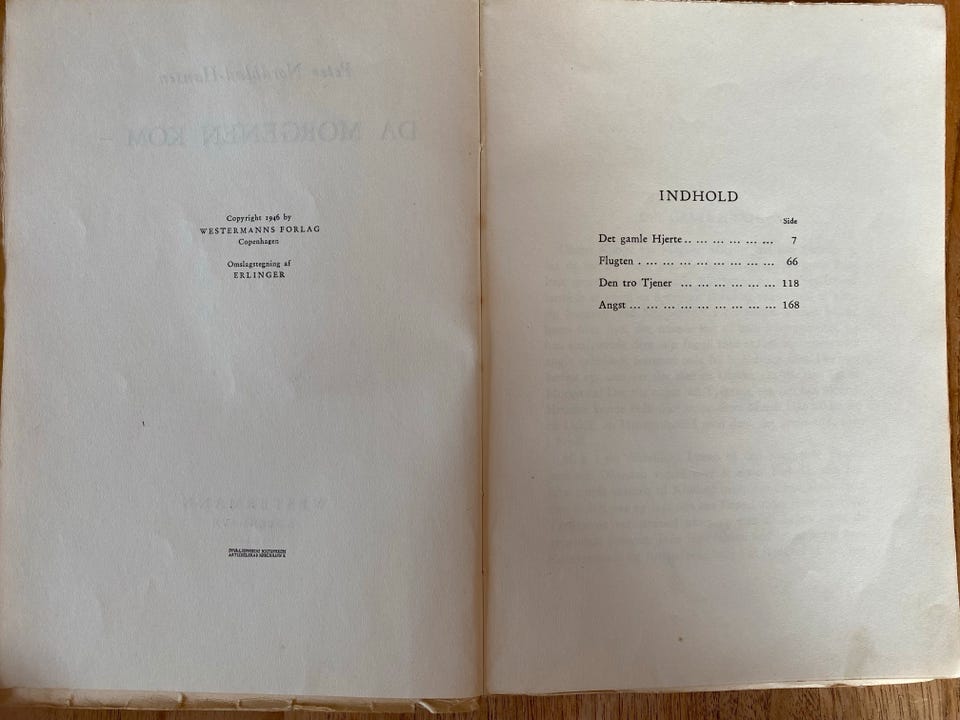 Copyright 1946 by
WESTERMANNS FORLAG
Copenhagen
Omslagstegning af
ERLINGER
INDHOLD
Side
Det gamle Hjerte .. ... ... ... ... ... 7
Flugten . ... ... ... ... ... ... ... ... 66
Den tro Tjener ... ... ... ... ... ... 118
Angst ... ... ... ... ... ... ... ... ... 168